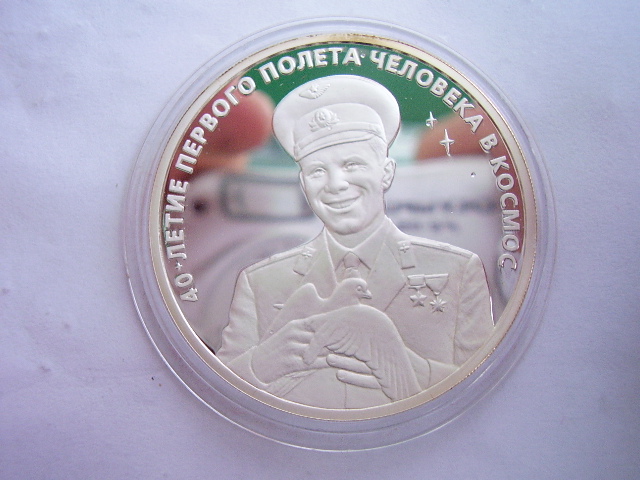 40-ЛЕТИЕ ПЕРВОГО ПОЛЕТА ЧЕЛОВЕКА В КОСМОС